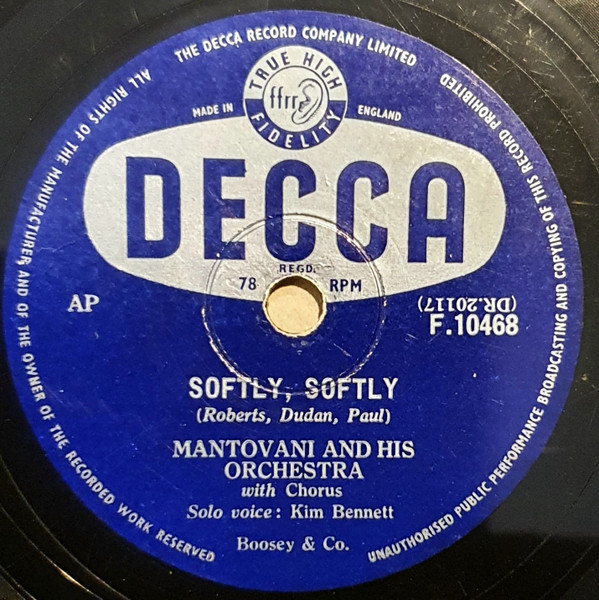 ALL RIGHTS OF THE MANUFACTURER AND OF THE OWNER OF THE RECORDED WORK RESERVED
THE DECCA RECORD COMPANY LIMITED
UNAUTHORISED PUBLIC PERFORMANCE BROADCASTING AND COPYING OF THIS RECORD PROHIBITED
TRUE HIGH
ffrr
FIDELITY
MADE IN ENGLAND
DECCA
REGD.
78 RPM
AP
(DR.20117)
F.10468
SOFTLY, SOFTLY
(Roberts, Dudan, Paul)
MANTOVANI AND HIS
ORCHESTRA
with Chorus
Solo voice: Kim Bennett
Boosey & Co.